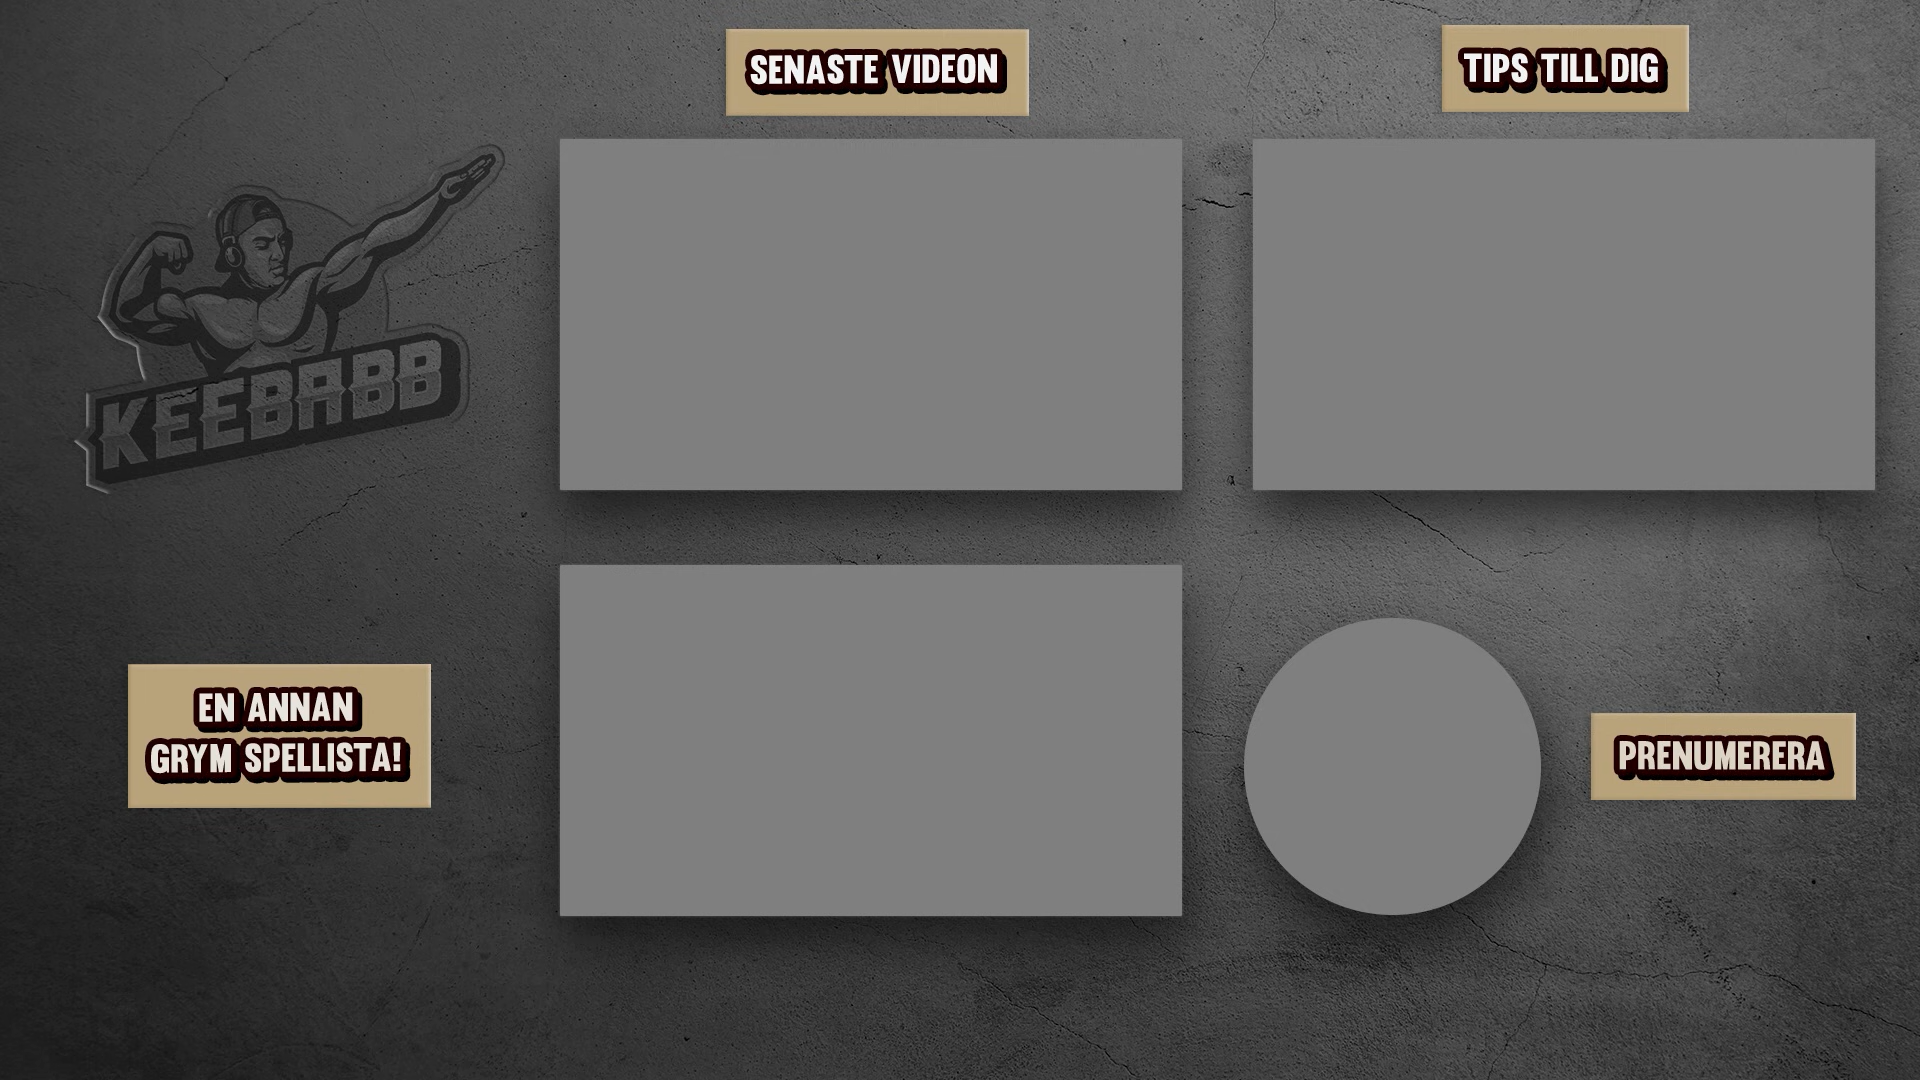 SENASTE VIDEON
TIPS TILL DIG
KEEBABB
EN ANNAN
GRYM SPELLISTA!
PRENUMERERA